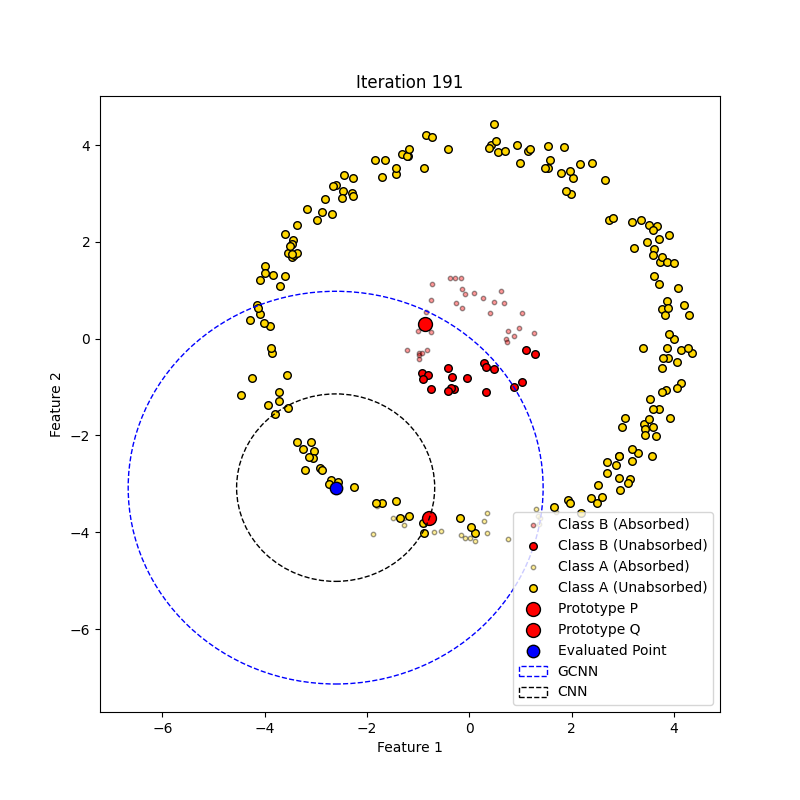 Iteration 191
4
2
0
−2
−4
−6
Feature 2
−6
−4
−2
0
2
4
Feature 1
Class B (Absorbed)
Class B (Unabsorbed)
Class A (Absorbed)
Class A (Unabsorbed)
Prototype P
Prototype Q
Evaluated Point
GCNN
CNN